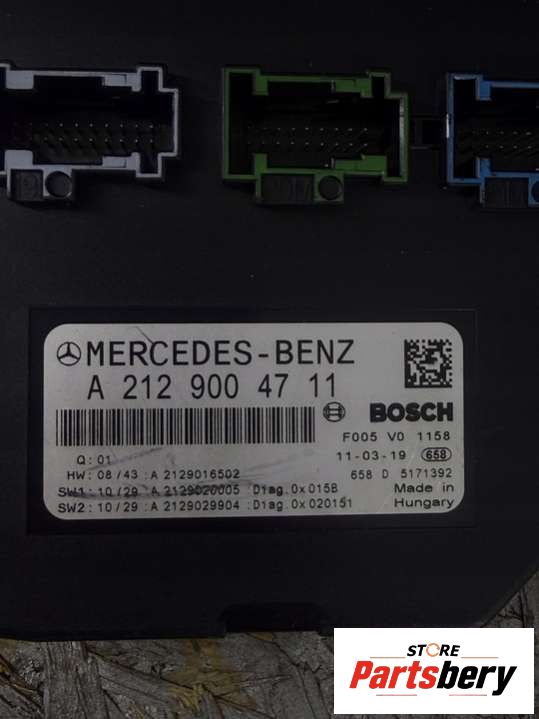 MERCEDES-BENZ
A 212 900 47 11
BOSCH
F005 V0 1158
Q: 01
11-03-19 658
HW: 08/43 :A 2129016502
658 D 5171392
SW1: 10/29 :A 2129020005 :Diag.0x015B
Made in
SW2: 10/29 :A 2129029904 :Diag.0x020151
Hungary
STORE
Partsbery